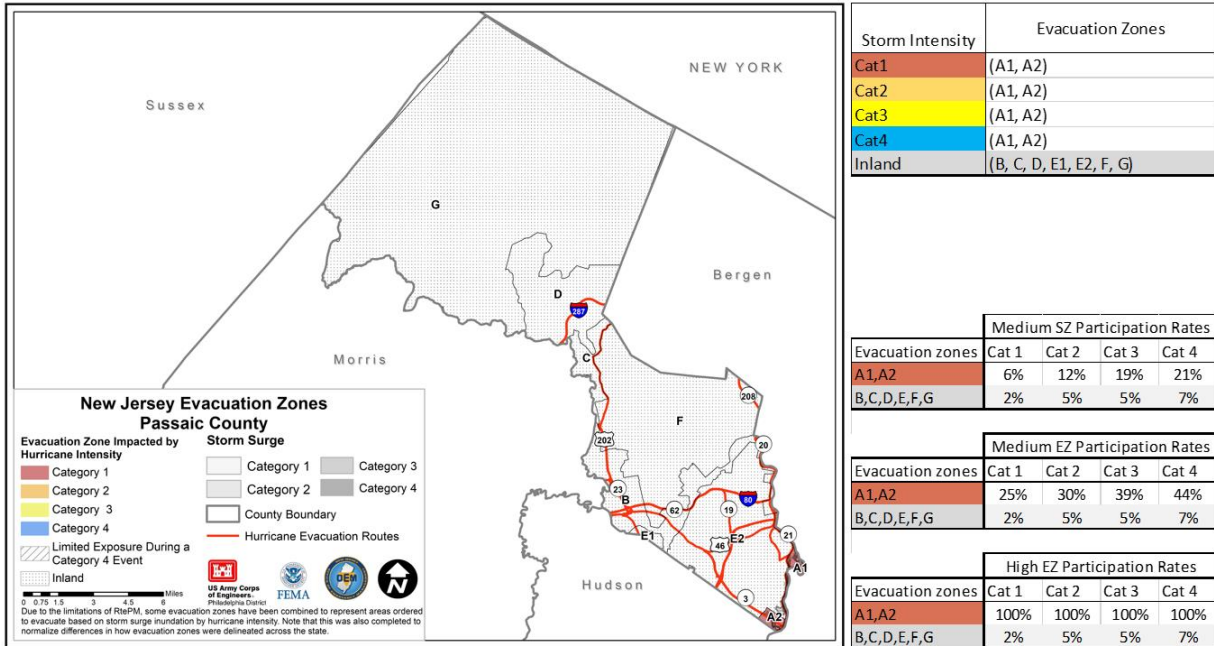 Sussex
NEW YORK
G
Bergen
D
287
Morris
C
208
F
202
20
23
B
80
62
19
21
E1
46
E2
A1
Hudson
3
A2
New Jersey Evacuation Zones
Passaic County
Evacuation Zone Impacted by
Hurricane Intensity
Category 1
Category 2
Category 3
Category 4
Limited Exposure During a
Category 4 Event
Inland
Storm Surge
Category 1
Category 3
Category 2
Category 4
County Boundary
Hurricane Evacuation Routes
US Army Corps
of Engineers.
Philadelphia District
FEMA
OEM
N
Miles
0 0.75 1.5 3 4.5 6
Due to the limitations of RtePM, some evacuation zones have been combined to represent areas ordered
to evacuate based on storm surge inundation by hurricane intensity. Note that this was also completed to
normalize differences in how evacuation zones were delineated across the state.
Storm Intensity Evacuation Zones
Cat1 (A1, A2)
Cat2 (A1, A2)
Cat3 (A1, A2)
Cat4 (A1, A2)
Inland (B, C, D, E1, E2, F, G)
Medium SZ Participation Rates
Evacuation zones Cat 1 Cat 2 Cat 3 Cat 4
A1,A2 6% 12% 19% 21%
B,C,D,E,F,G 2% 5% 5% 7%
Medium EZ Participation Rates
Evacuation zones Cat 1 Cat 2 Cat 3 Cat 4
A1,A2 25% 30% 39% 44%
B,C,D,E,F,G 2% 5% 5% 7%
High EZ Participation Rates
Evacuation zones Cat 1 Cat 2 Cat 3 Cat 4
A1,A2 100% 100% 100% 100%
B,C,D,E,F,G 2% 5% 5% 7%